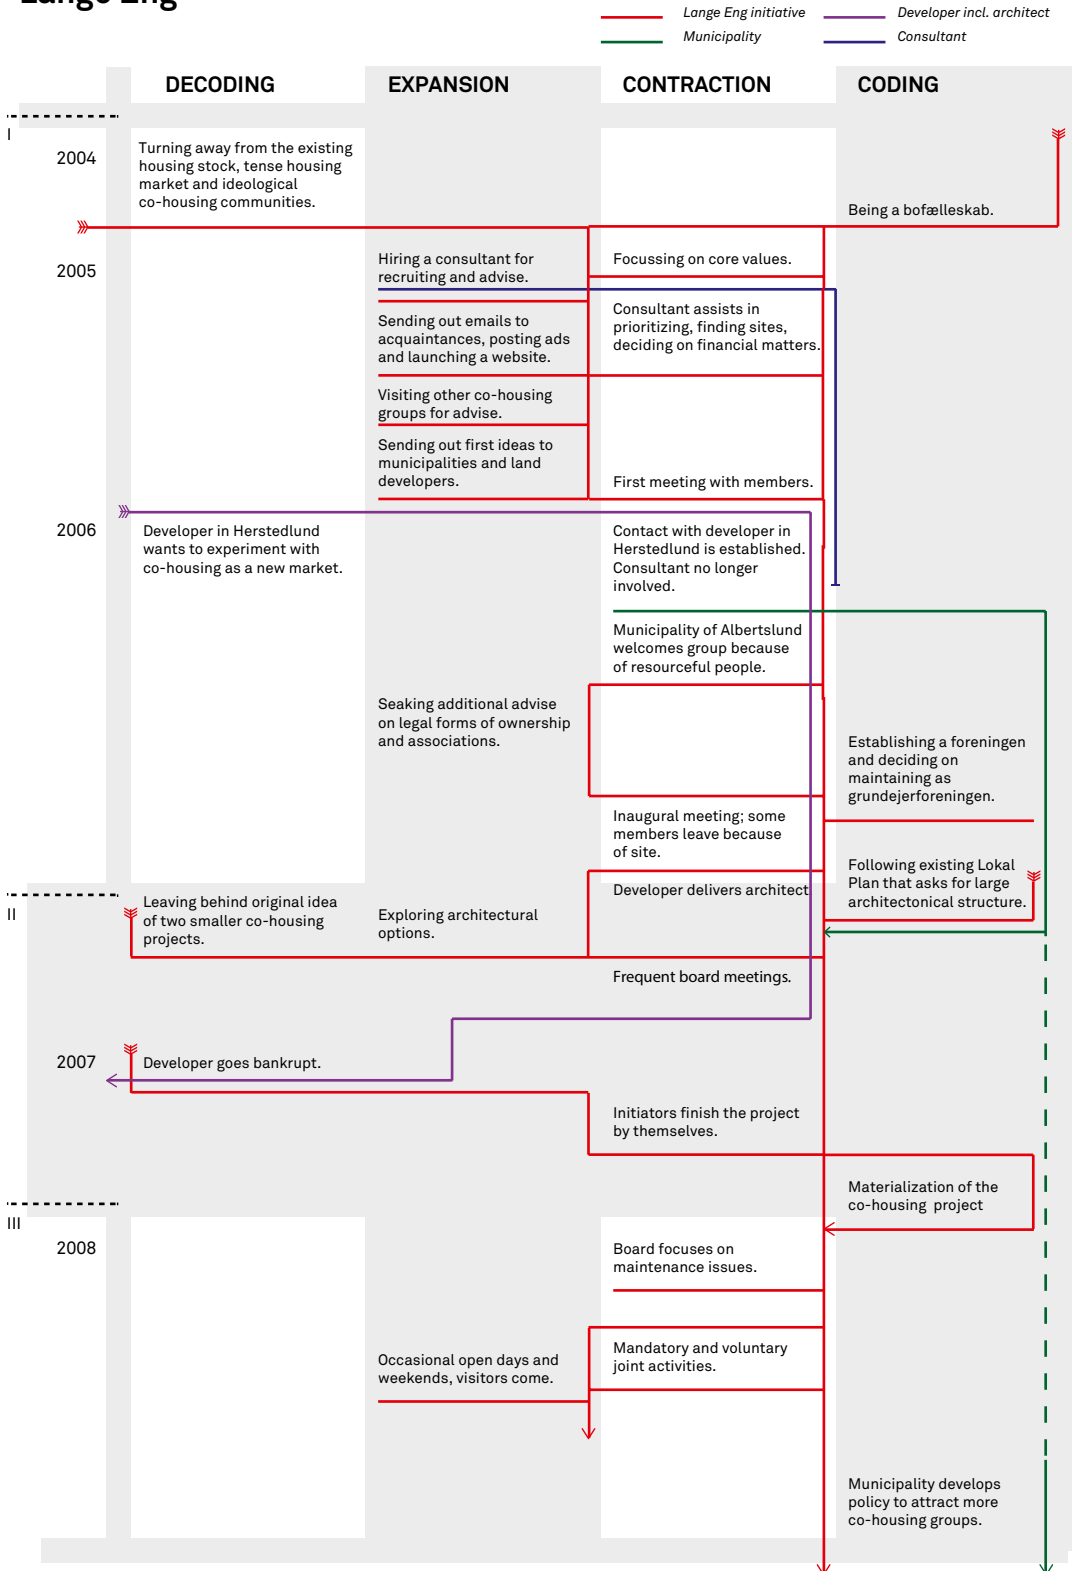 Lange Eng
Lange Eng initiative
Developer incl. architect
Municipality
Consultant
DECODING
EXPANSION
CONTRACTION
CODING
I
2004
Turning away from the existing
housing stock, tense housing
market and ideological
co-housing communities.
Being a bofælleskab.
2005
Hiring a consultant for
recruiting and advise.
Focussing on core values.
Sending out emails to
acquaintances, posting ads
and launching a website.
Consultant assists in
prioritizing, finding sites,
deciding on financial matters.
Visiting other co-housing
groups for advise.
Sending out first ideas to
municipalities and land
developers.
First meeting with members.
2006
Developer in Herstedlund
wants to experiment with
co-housing as a new market.
Contact with developer in
Herstedlund is established.
Consultant no longer
involved.
Municipality of Albertslund
welcomes group because
of resourceful people.
Seaking additional advise
on legal forms of ownership
and associations.
Establishing a foreningen
and deciding on
maintaining as
grundejerforeningen.
Inaugural meeting; some
members leave because
of site.
Following existing Lokal
Plan that asks for large
architectonical structure.
II
Leaving behind original idea
of two smaller co-housing
projects.
Exploring architectural
options.
Developer delivers architect
Frequent board meetings.
2007
Developer goes bankrupt.
Initiators finish the project
by themselves.
Materialization of the
co-housing project
III
2008
Board focuses on
maintenance issues.
Occasional open days and
weekends, visitors come.
Mandatory and voluntary
joint activities.
Municipality develops
policy to attract more
co-housing groups.